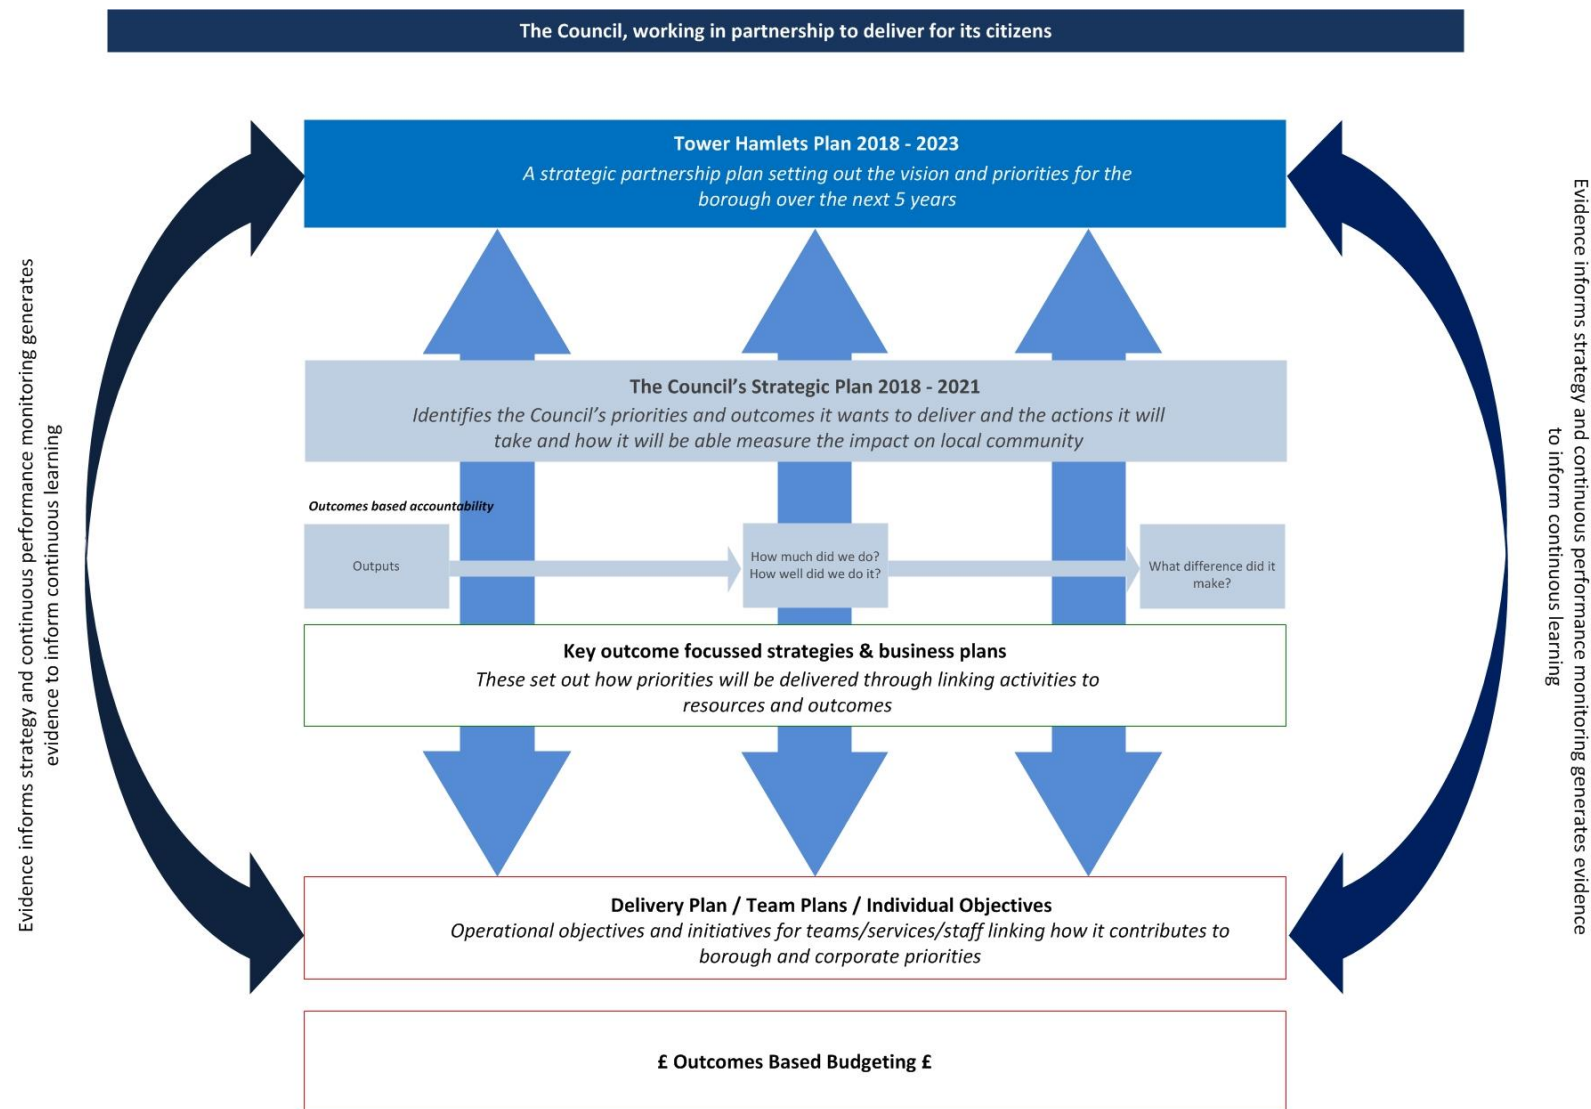 The Council, working in partnership to deliver for its citizens
Tower Hamlets Plan 2018 - 2023
A strategic partnership plan setting out the vision and priorities for the
borough over the next 5 years
Evidence informs strategy and continuous performance monitoring generates
evidence to inform continuous learning
Evidence informs strategy and continuous performance monitoring generates evidence
to inform continuous learning
The Council’s Strategic Plan 2018 - 2021
Identifies the Council’s priorities and outcomes it wants to deliver and the actions it will
take and how it will be able measure the impact on local community
Outcomes based accountability
Outputs
How much did we do?
How well did we do it?
What difference did it
make?
Key outcome focussed strategies & business plans
These set out how priorities will be delivered through linking activities to
resources and outcomes
Delivery Plan / Team Plans / Individual Objectives
Operational objectives and initiatives for teams/services/staff linking how it contributes to
borough and corporate priorities
£ Outcomes Based Budgeting £